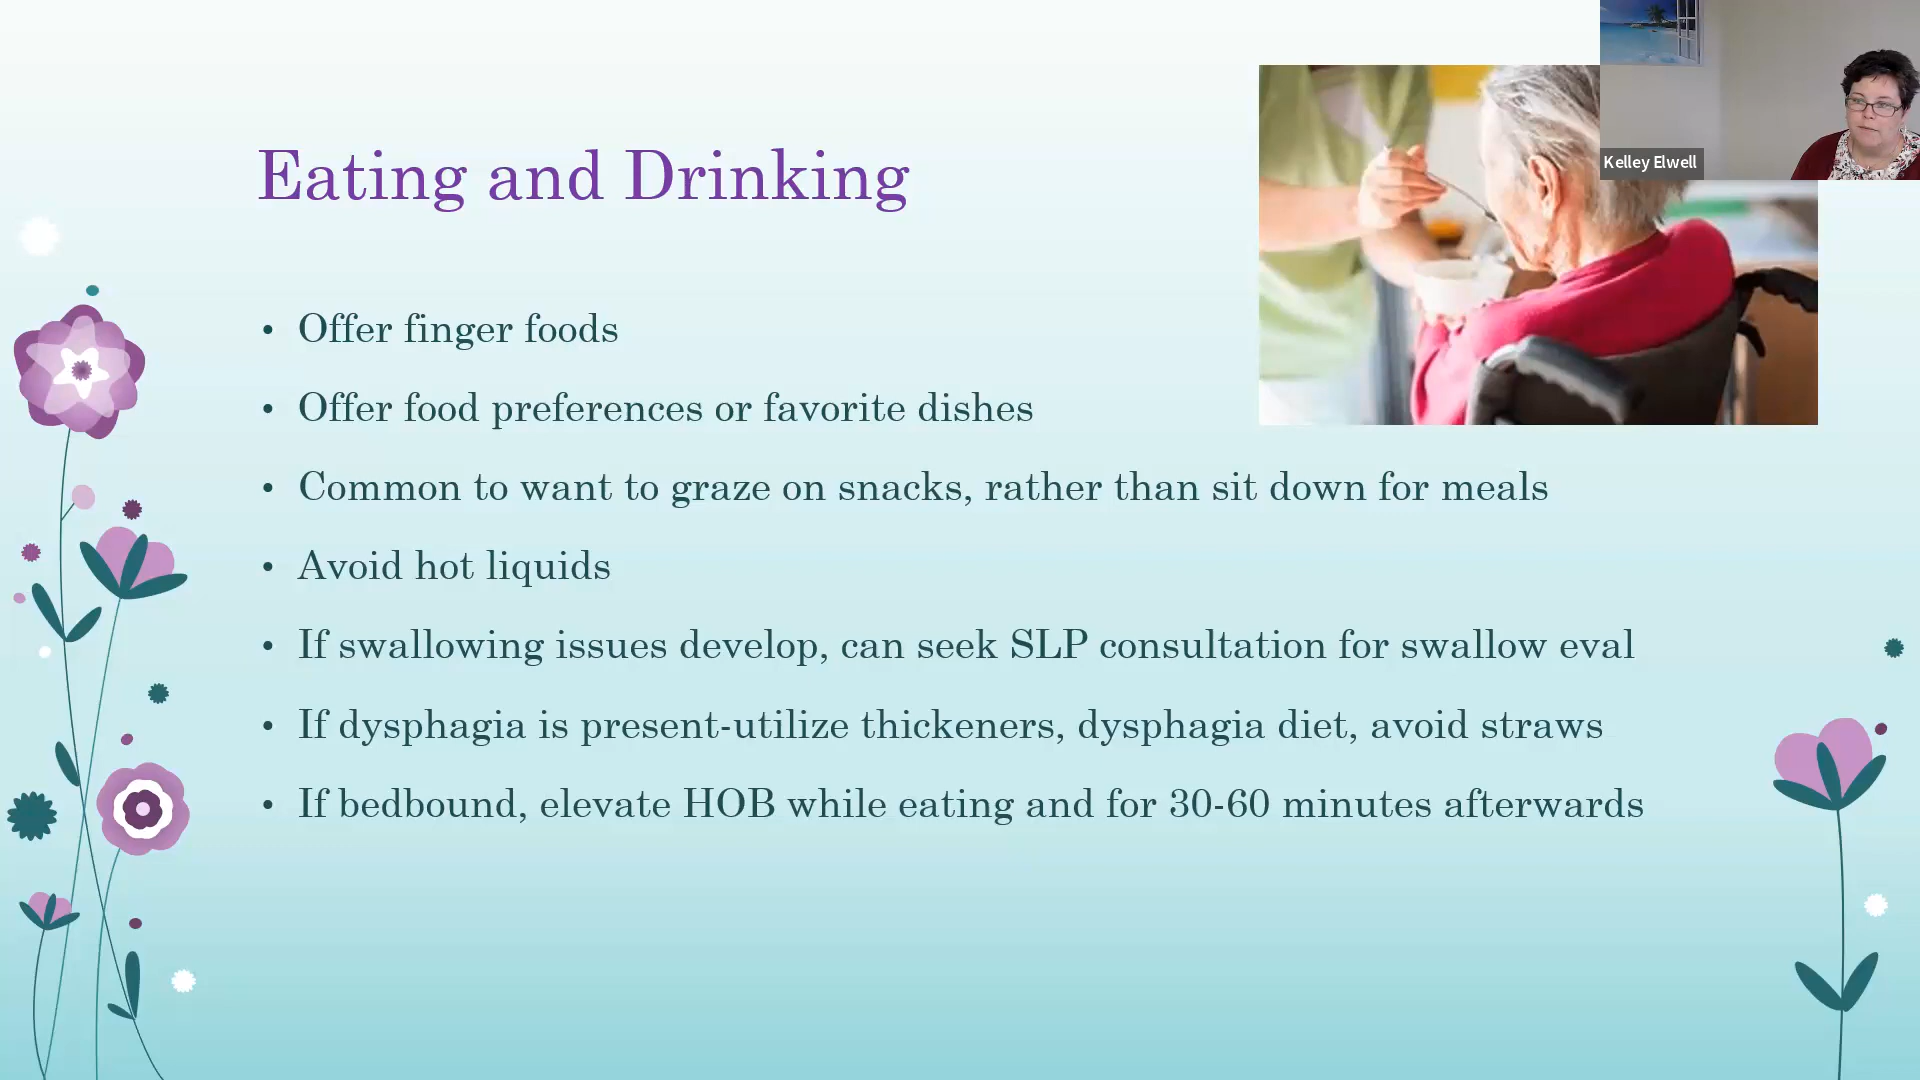 Kelley Elwell
Eating and Drinking
• Offer finger foods
• Offer food preferences or favorite dishes
• Common to want to graze on snacks, rather than sit down for meals
• Avoid hot liquids
• If swallowing issues develop, can seek SLP consultation for swallow eval
• If dysphagia is present-utilize thickeners, dysphagia diet, avoid straws
• If bedbound, elevate HOB while eating and for 30-60 minutes afterwards